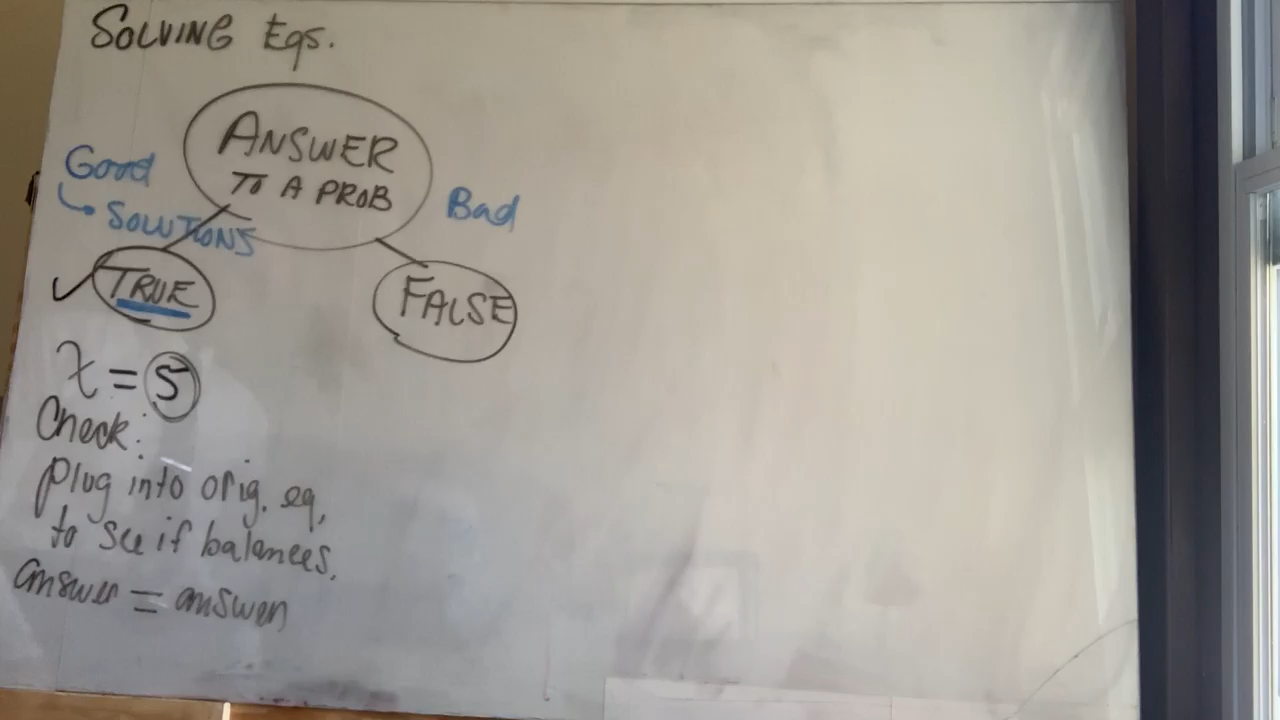 SOLVING Eqs.
ANSWER
TO A PROB
Good
SOLUTIONS
Bad
TRUE
FALSE
x = 5
Check:
plug into orig. eq,
to see if balances.
answer = answer